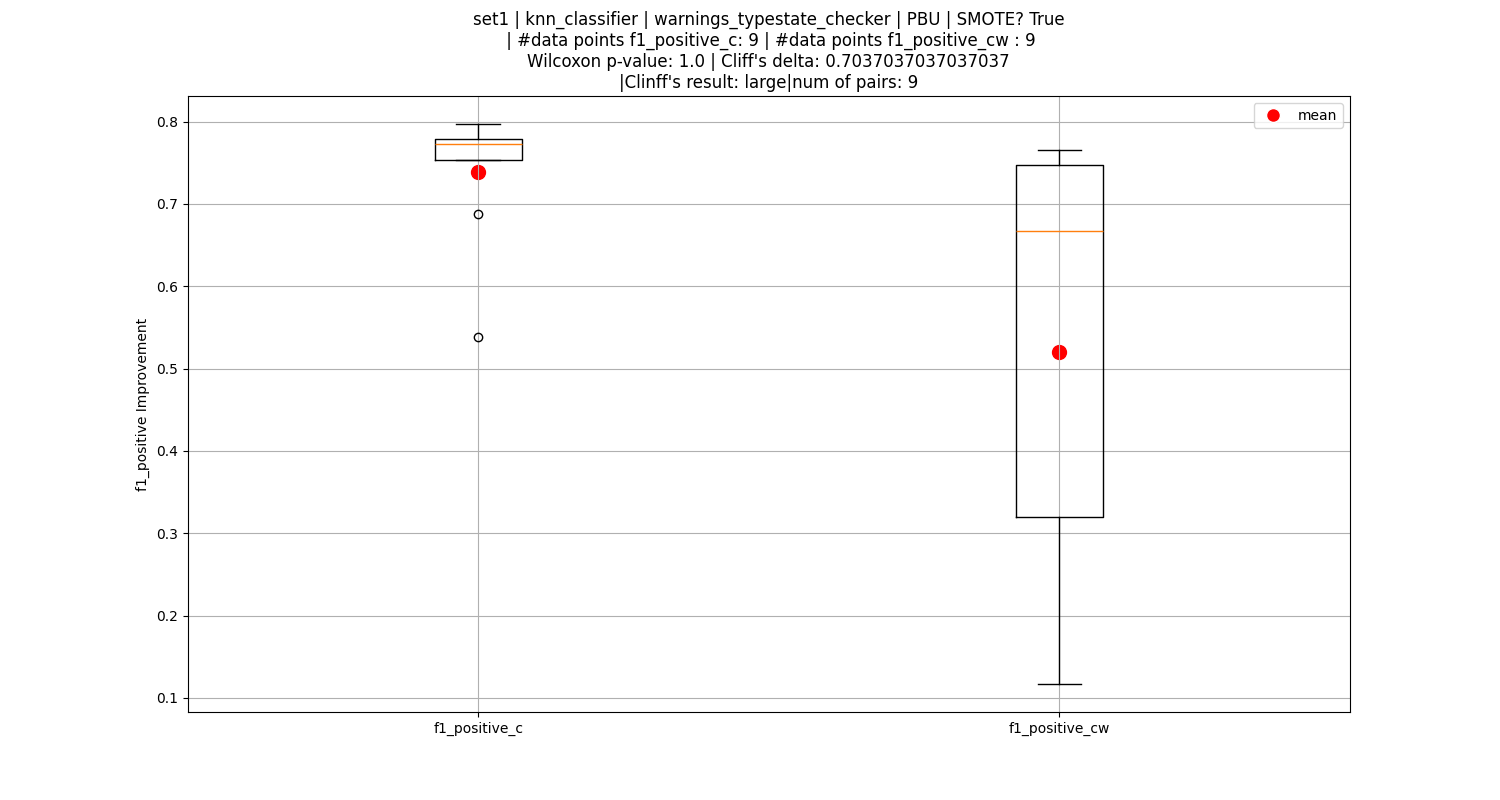 set1 | knn_classifier | warnings_typestate_checker | PBU | SMOTE? True
| #data points f1_positive_c: 9 | #data points f1_positive_cw : 9
Wilcoxon p-value: 1.0 | Cliff's delta: 0.7037037037037037
|Clinff's result: large|num of pairs: 9
mean
0.8
0.7
0.6
0.5
0.4
0.3
0.2
0.1
f1_positive Improvement
f1_positive_c
f1_positive_cw